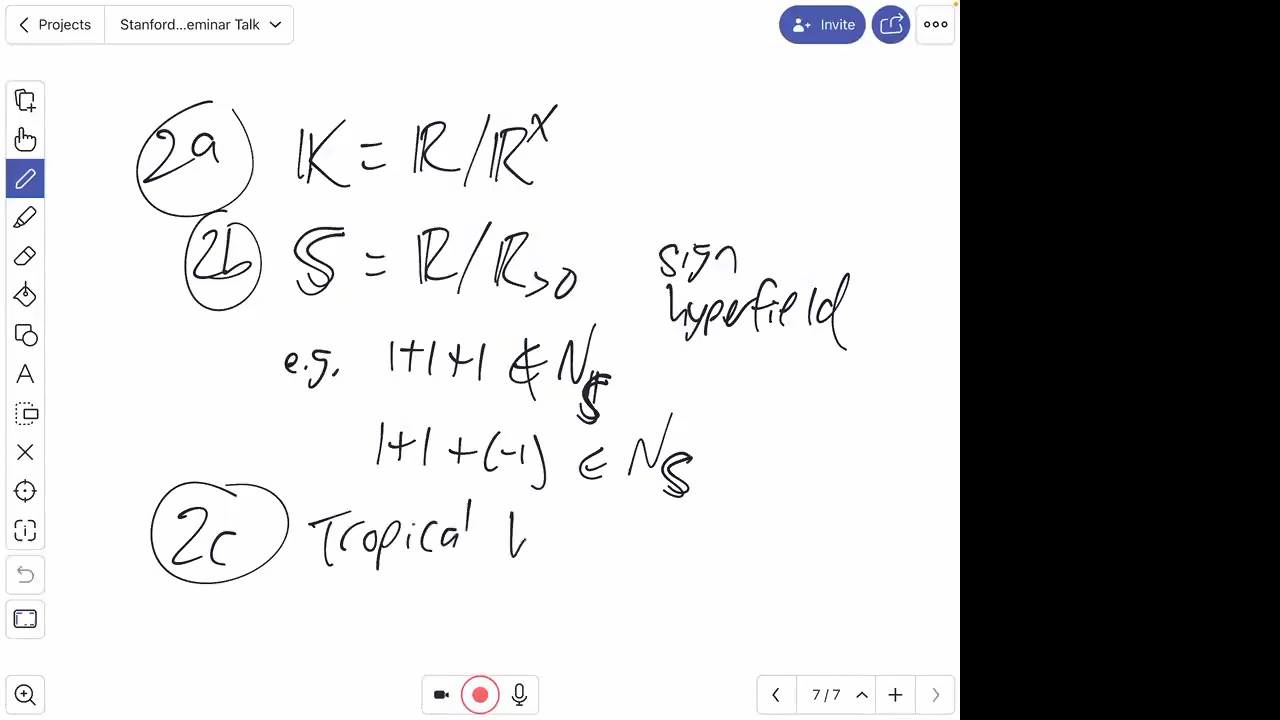 Projects
Stanford...eminar Talk
Invite
2a 𝕂 = ℝ/ℝ^×
2b 𝕊 = ℝ/ℝ_{>0}
sign
hyperfield
e.g. 1+1+1 ∉ N_𝕊
1+1+(-1) ∈ N_𝕊
2c Tropical
A
7/7